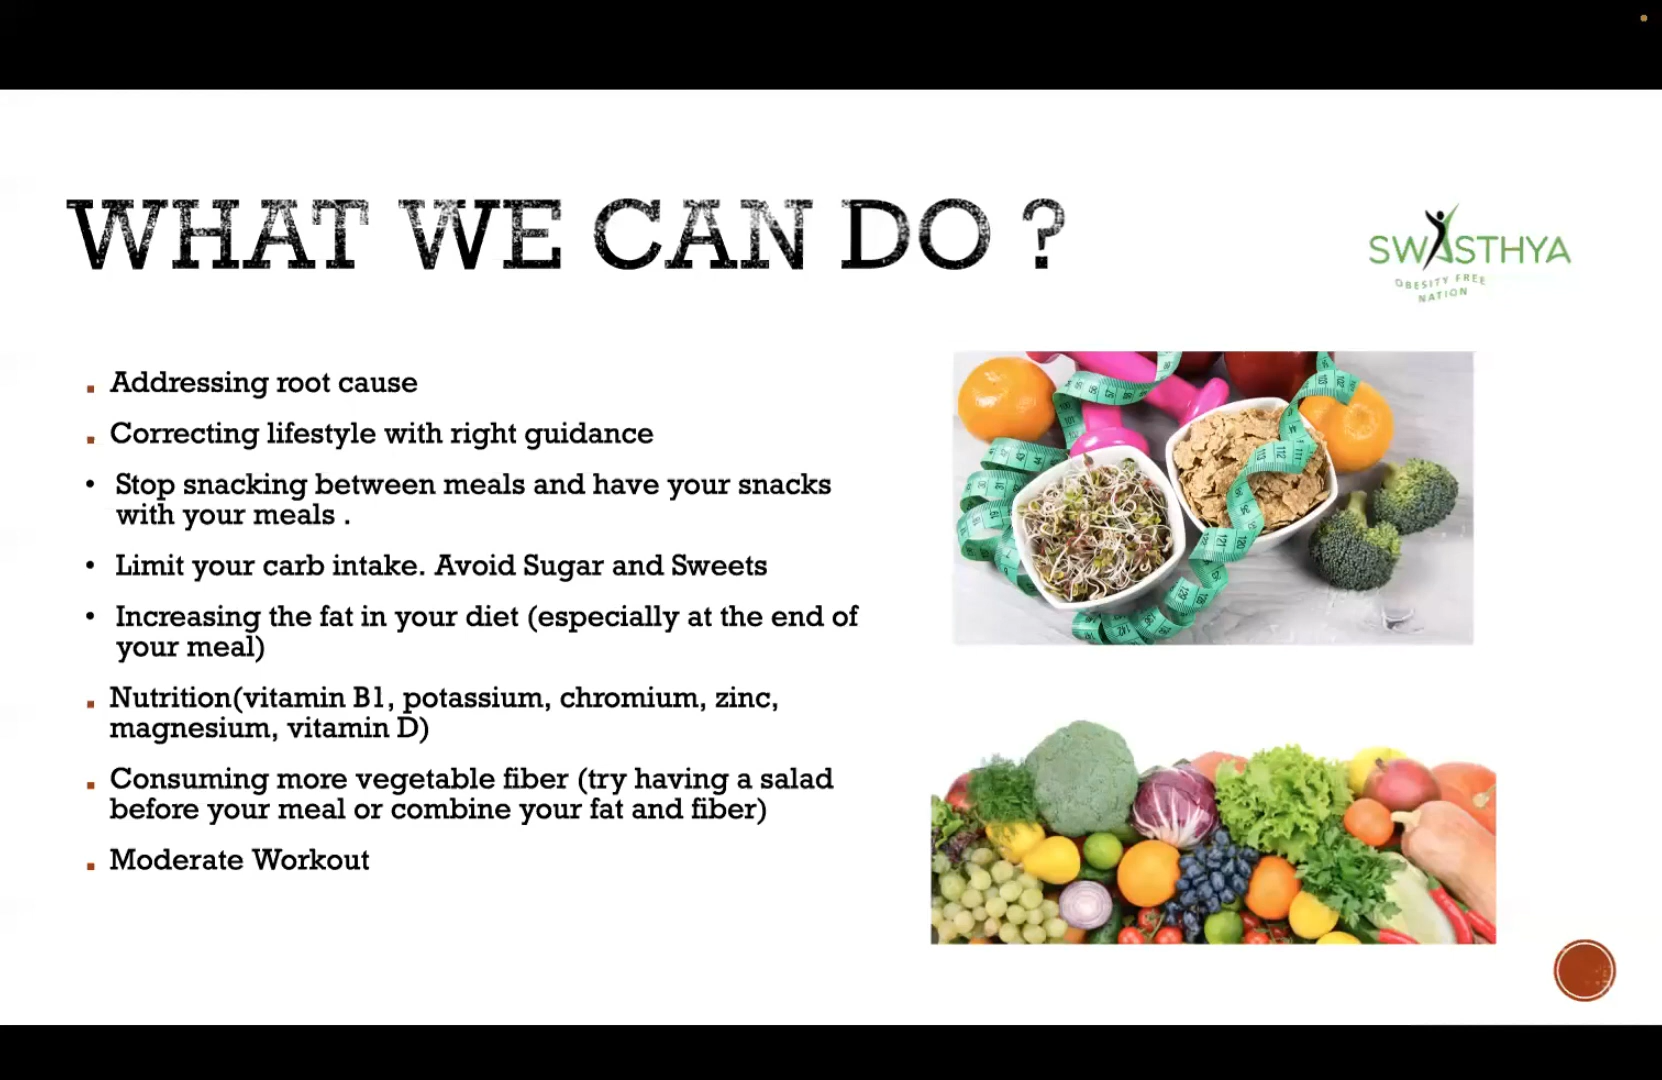 WHAT WE CAN DO ?
SWASTHYA
OBESITY FREE
NATION
Addressing root cause
Correcting lifestyle with right guidance
Stop snacking between meals and have your snacks
with your meals .
Limit your carb intake. Avoid Sugar and Sweets
Increasing the fat in your diet (especially at the end of
your meal)
Nutrition(vitamin B1, potassium, chromium, zinc,
magnesium, vitamin D)
Consuming more vegetable fiber (try having a salad
before your meal or combine your fat and fiber)
Moderate Workout